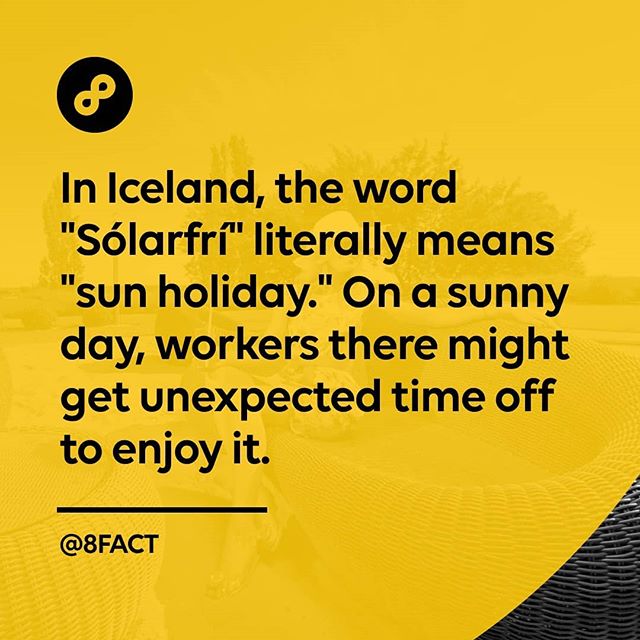 In Iceland, the word
"Sólarfrí" literally means
"sun holiday." On a sunny
day, workers there might
get unexpected time off
to enjoy it.
@8FACT